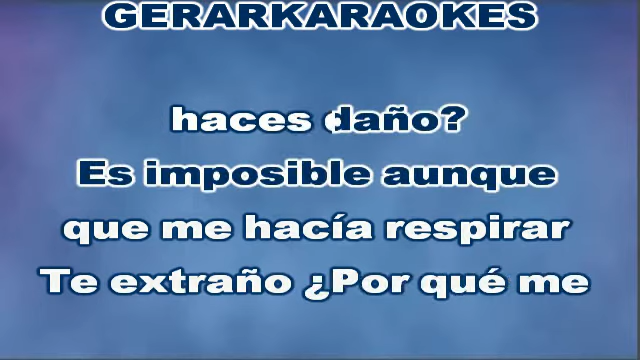 GERARKARAOKES
haces daño?
Es imposible aunque
que me hacía respirar
Te extraño ¿Por qué me